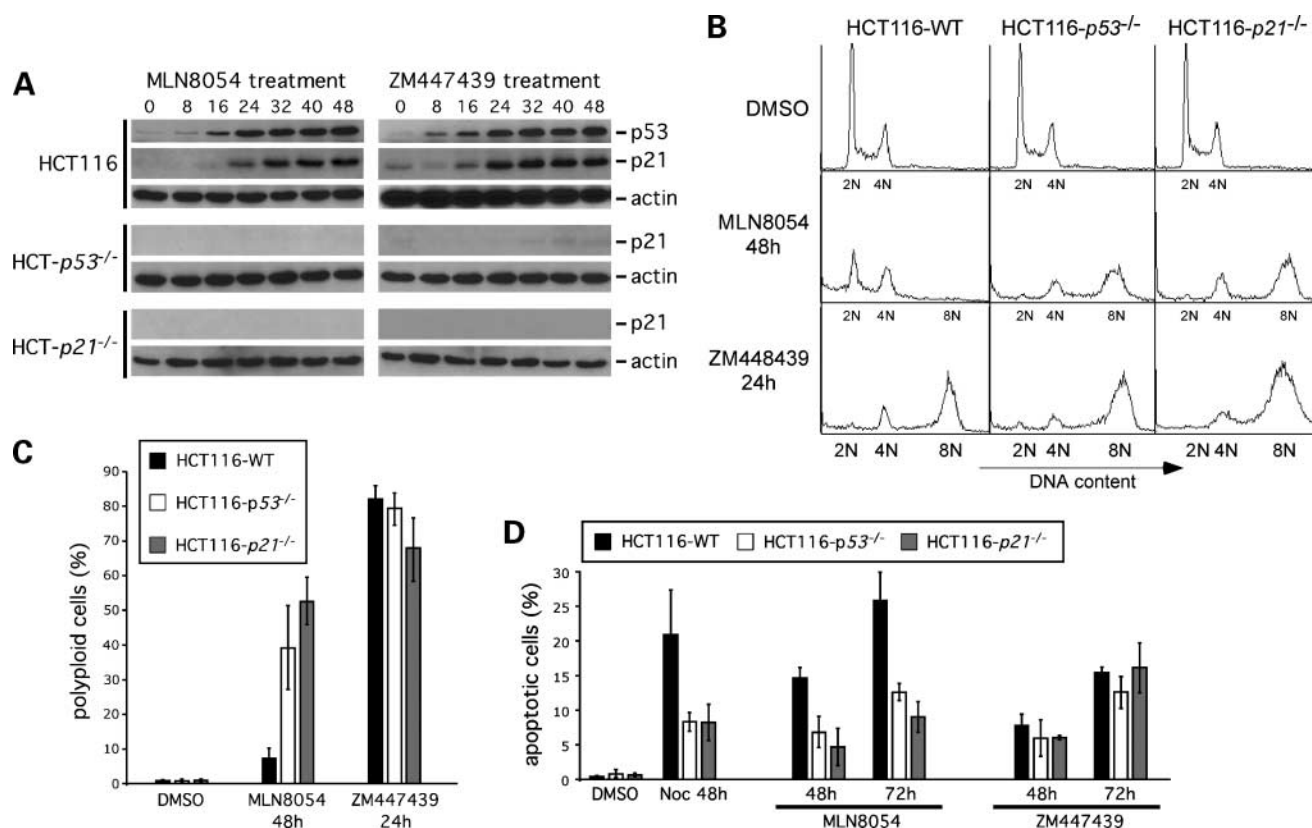 A
MLN8054 treatment ZM447439 treatment
0 8 16 24 32 40 48 0 8 16 24 32 40 48
HCT116
p53
p21
actin
HCT-p53-/-
p21
actin
HCT-p21-/-
p21
actin
B
HCT116-WT HCT116-p53-/- HCT116-p21-/-
DMSO
2N 4N 2N 4N 2N 4N
MLN8054
48h
2N 4N 8N 2N 4N 8N 2N 4N 8N
ZM448439
24h
2N 4N 8N 2N 4N 8N 2N 4N 8N
DNA content
C
HCT116-WT
HCT116-p53-/-
HCT116-p21-/-
polyploid cells (%)
90
80
70
60
50
40
30
20
10
0
DMSO MLN8054 ZM447439
48h 24h
D
HCT116-WT HCT116-p53-/- HCT116-p21-/-
apoptotic cells (%)
30
25
20
15
10
5
0
DMSO Noc 48h 48h 72h 48h 72h
MLN8054 ZM447439